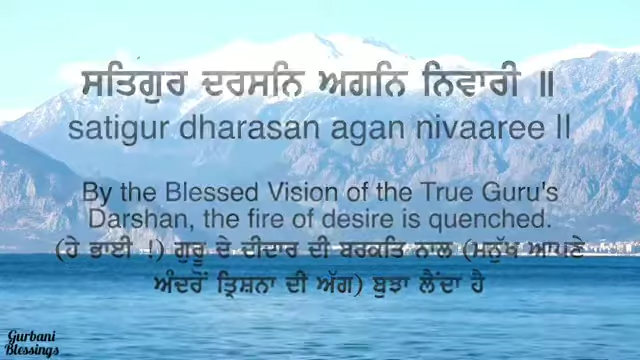 ਸਤਿਗੁਰ ਦਰਸਨਿ ਅਗਨਿ ਨਿਵਾਰੀ ॥
satigur dharasan agan nivaaree ||
By the Blessed Vision of the True Guru's
Darshan, the fire of desire is quenched.
(ਹੇ ਭਾਈ !) ਗੁਰੂ ਦੇ ਦੀਦਾਰ ਦੀ ਬਰਕਤਿ ਨਾਲ (ਮਨੁੱਖ ਆਪਣੇ
ਅੰਦਰੋਂ ਤ੍ਰਿਸ਼ਨਾ ਦੀ ਅੱਗ) ਬੁਝਾ ਲੈਂਦਾ ਹੈ
Gurbani
Blessings